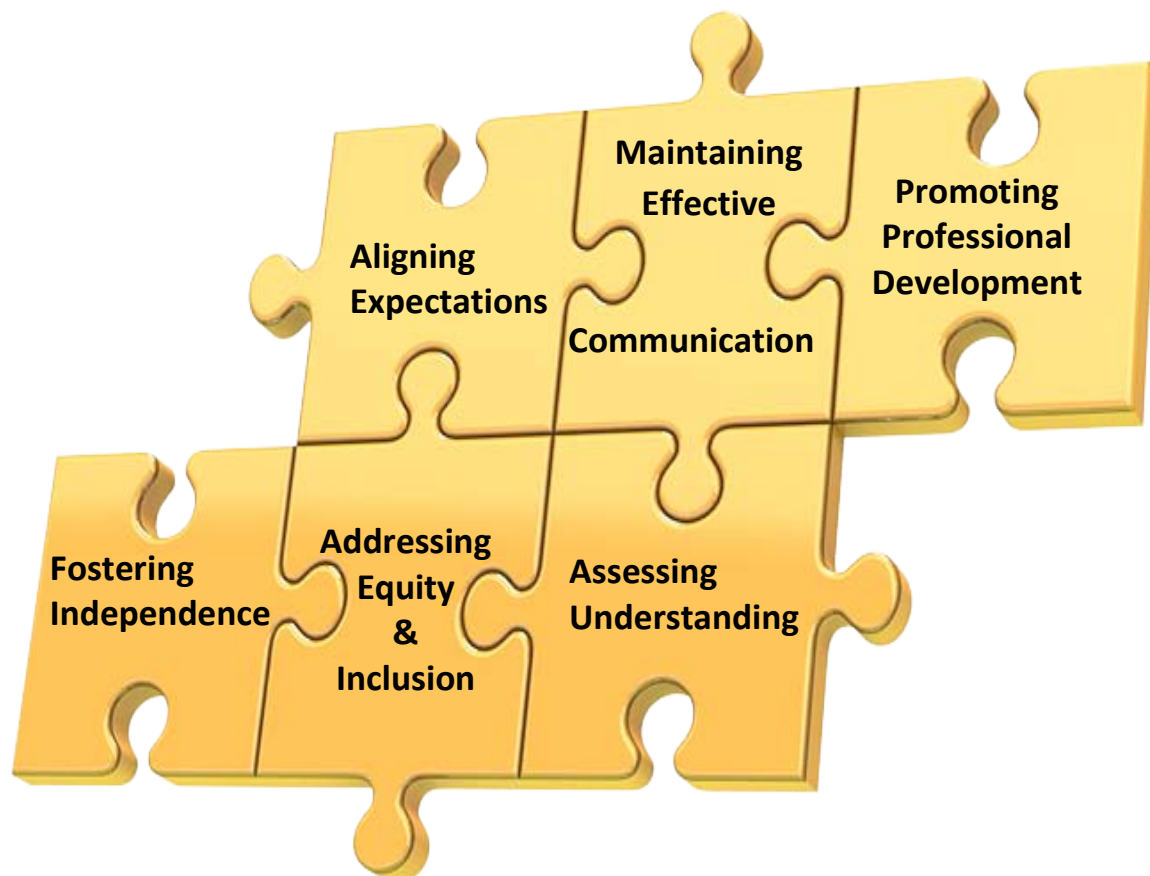 Aligning
Expectations
Maintaining
Effective
Communication
Promoting
Professional
Development
Fostering
Independence
Addressing
Equity
&
Inclusion
Assessing
Understanding